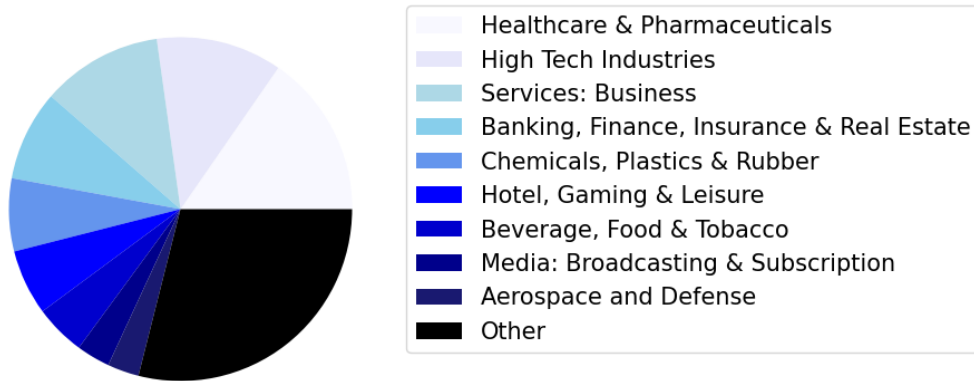 Healthcare & Pharmaceuticals
High Tech Industries
Services: Business
Banking, Finance, Insurance & Real Estate
Chemicals, Plastics & Rubber
Hotel, Gaming & Leisure
Beverage, Food & Tobacco
Media: Broadcasting & Subscription
Aerospace and Defense
Other